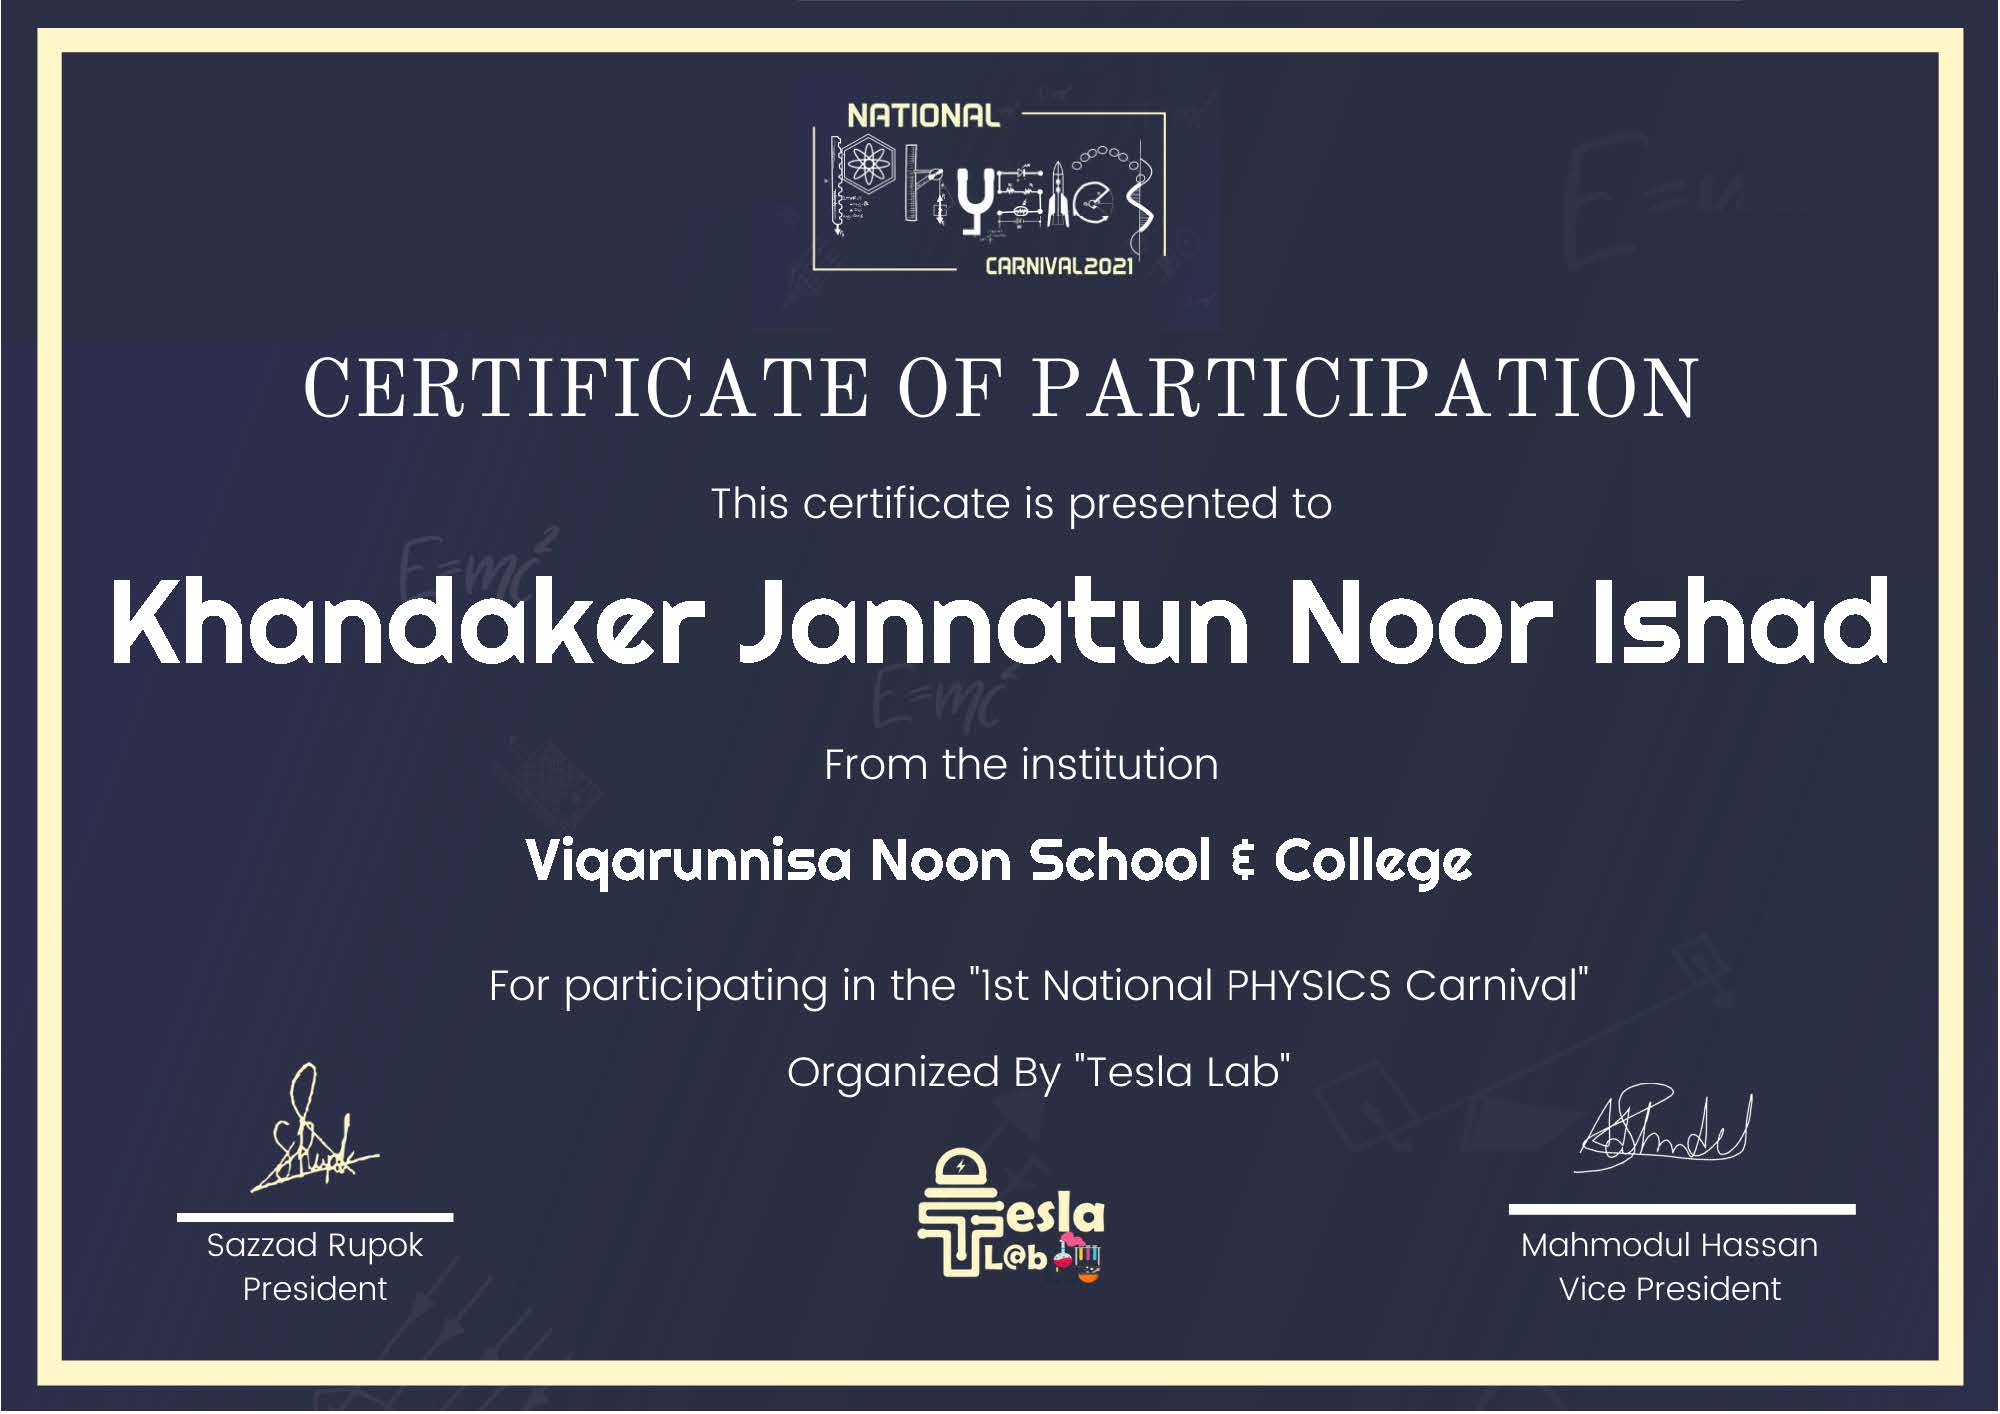 NATIONAL
PHYSICS
CARNIVAL2021
CERTIFICATE OF PARTICIPATION
This certificate is presented to
E=mc²
Khandaker Jannatun Noor Ishad
E=mc²
From the institution
Viqarunnisa Noon School & College
For participating in the "1st National PHYSICS Carnival"
Organized By "Tesla Lab"
Tesla
L@b
Sazzad Rupok
President
Mahmodul Hassan
Vice President